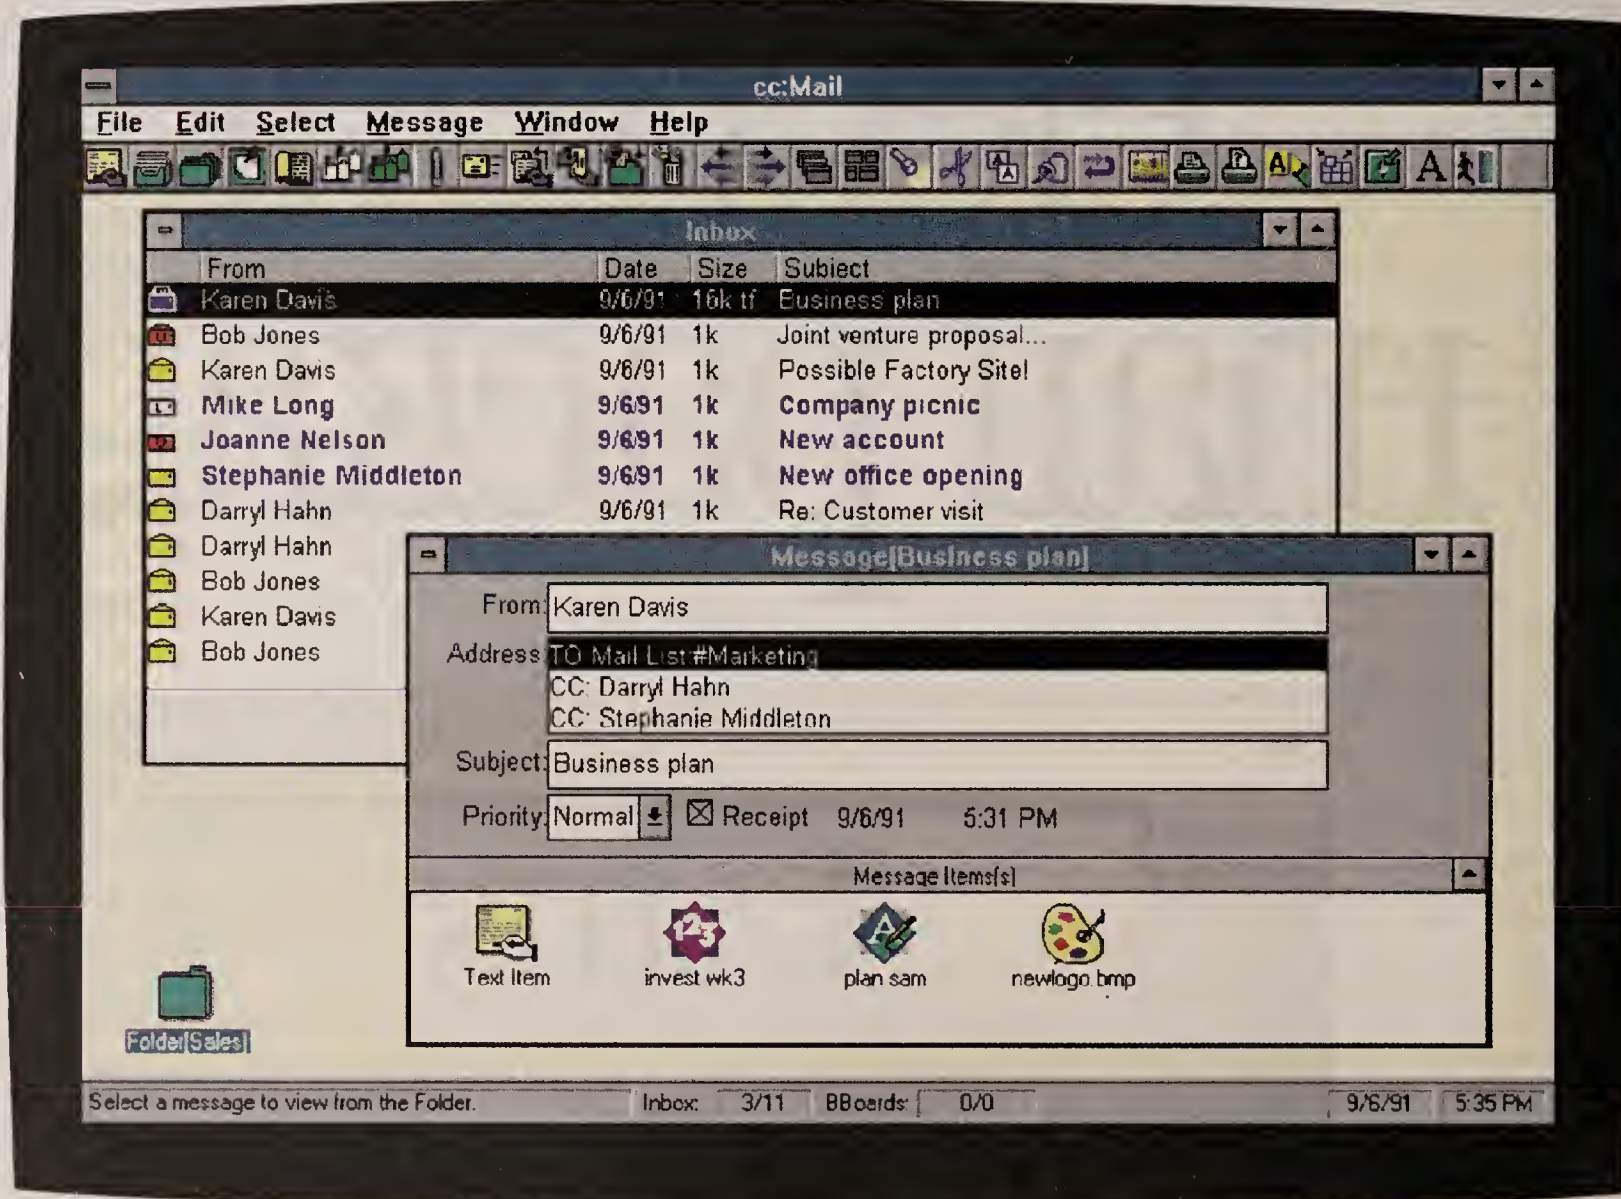 cc:Mail
File Edit Select Message Window Help
Inbox
From Date Size Subject
Karen Davis 9/6/91 16k tf Business plan
Bob Jones 9/6/91 1k Joint venture proposal...
Karen Davis 9/6/91 1k Possible Factory Site!
Mike Long 9/6/91 1k Company picnic
Joanne Nelson 9/6/91 1k New account
Stephanie Middleton 9/6/91 1k New office opening
Darryl Hahn 9/6/91 1k Re: Customer visit
Darryl Hahn
Bob Jones
Karen Davis
Bob Jones
Message[Business plan]
From: Karen Davis
Address: TO Mail List:#Marketing
CC: Darryl Hahn
CC: Stephanie Middleton
Subject: Business plan
Priority: Normal Receipt 9/6/91 5:31 PM
Message Items(s)
Text Item invest.wk3 plan.sam newlogo.bmp
123
A
Folder[Sales]
Select a message to view from the Folder. Inbox: 3/11 BBoards: 0/0 9/6/91 5:35 PM